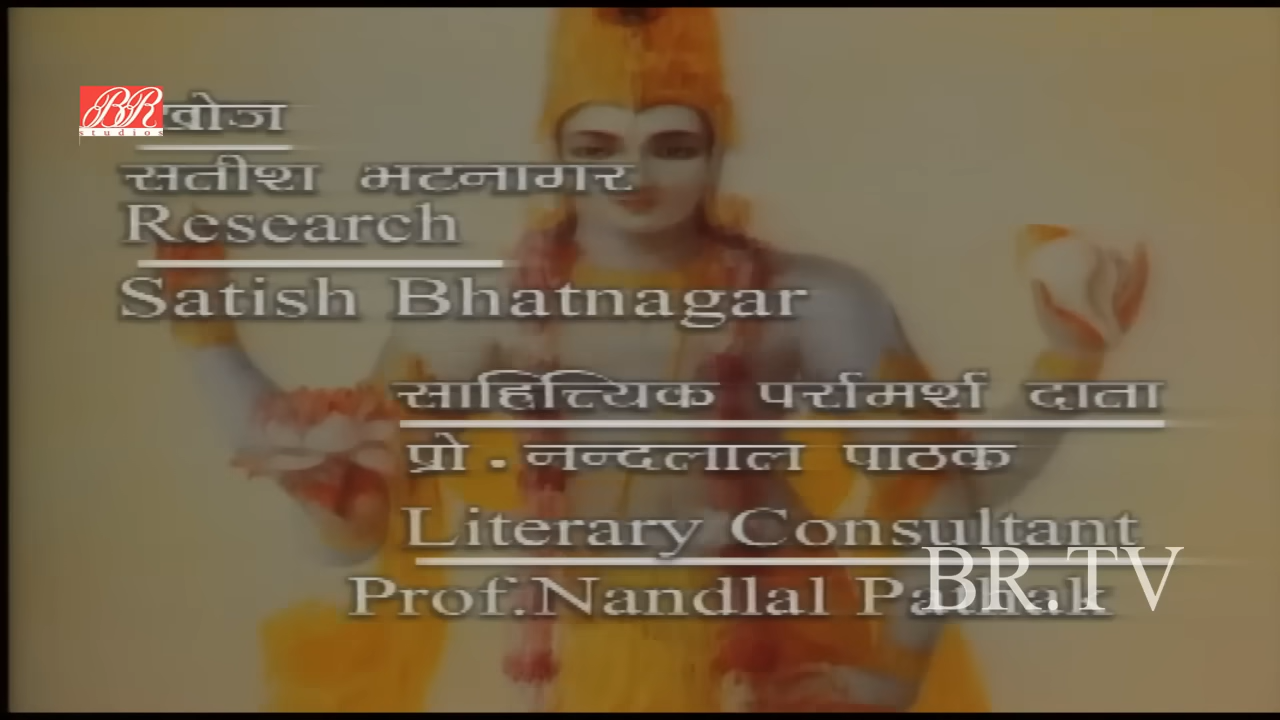 BR
studios
खोज
सतीश भटनागर
Research
Satish Bhatnagar
साहित्त्यिक पर्रामर्श दाता
प्रो . नन्दलाल पाठक
Literary Consultant
Prof.Nandlal Pathak
BR.TV